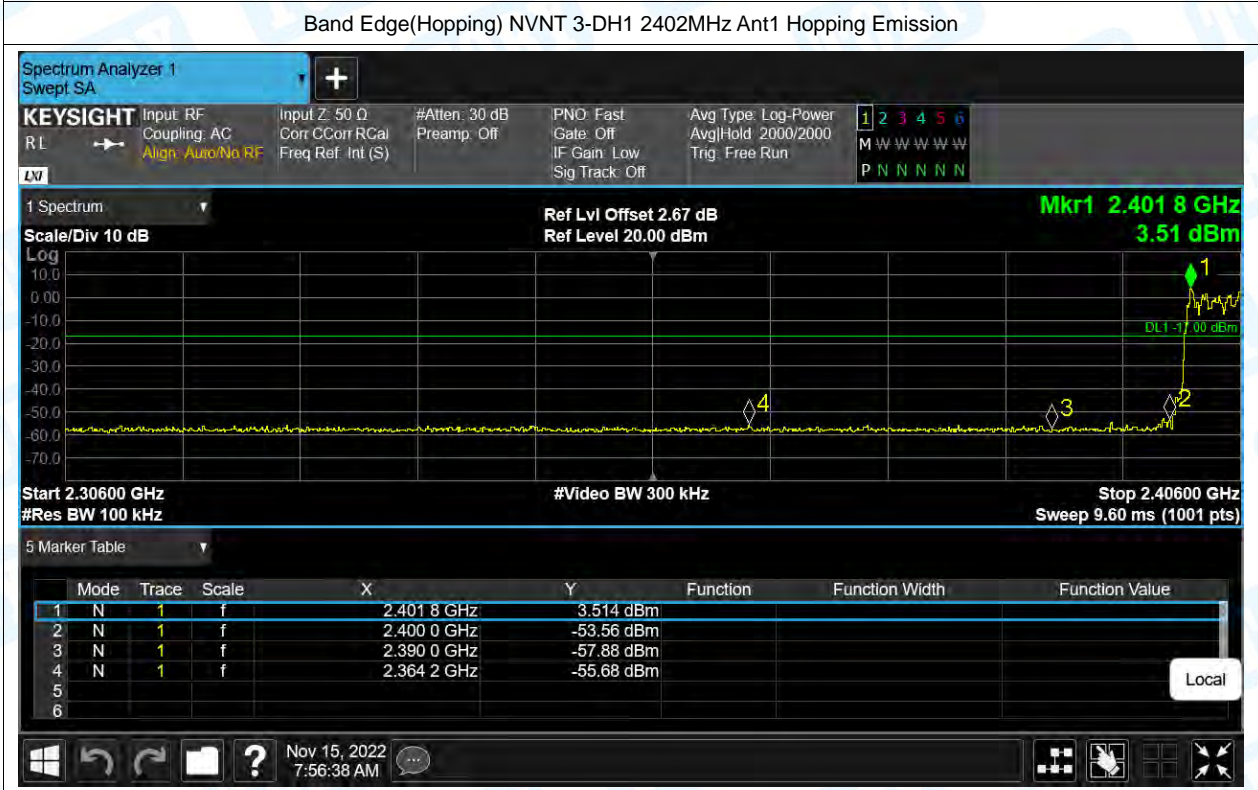 Band Edge(Hopping) NVNT 3-DH1 2402MHz Ant1 Hopping Emission
Spectrum Analyzer 1
Swept SA
+
KEYSIGHT
RL
LXI
Input: RF
Coupling: AC
Align: Auto/No RF
Input Z: 50 Ω
Corr CCorr RCal
Freq Ref: Int (S)
#Atten: 30 dB
Preamp: Off
PNO: Fast
Gate: Off
IF Gain: Low
Sig Track: Off
Avg Type: Log-Power
Avg|Hold: 2000/2000
Trig: Free Run
1 2 3 4 5 6
M W W W W W
P N N N N N
1 Spectrum
Scale/Div 10 dB
Ref Lvl Offset 2.67 dB
Ref Level 20.00 dBm
Mkr1 2.401 8 GHz
3.51 dBm
Log
10.0
0.00
-10.0
-20.0
-30.0
-40.0
-50.0
-60.0
-70.0
1
DL1 -17.00 dBm
2
3
4
Start 2.30600 GHz
#Res BW 100 kHz
#Video BW 300 kHz
Stop 2.40600 GHz
Sweep 9.60 ms (1001 pts)
5 Marker Table
Mode Trace Scale X Y Function Function Width Function Value
1 N 1 f 2.401 8 GHz 3.514 dBm
2 N 1 f 2.400 0 GHz -53.56 dBm
3 N 1 f 2.390 0 GHz -57.88 dBm
4 N 1 f 2.364 2 GHz -55.68 dBm
5
6
Local
?
Nov 15, 2022
7:56:38 AM